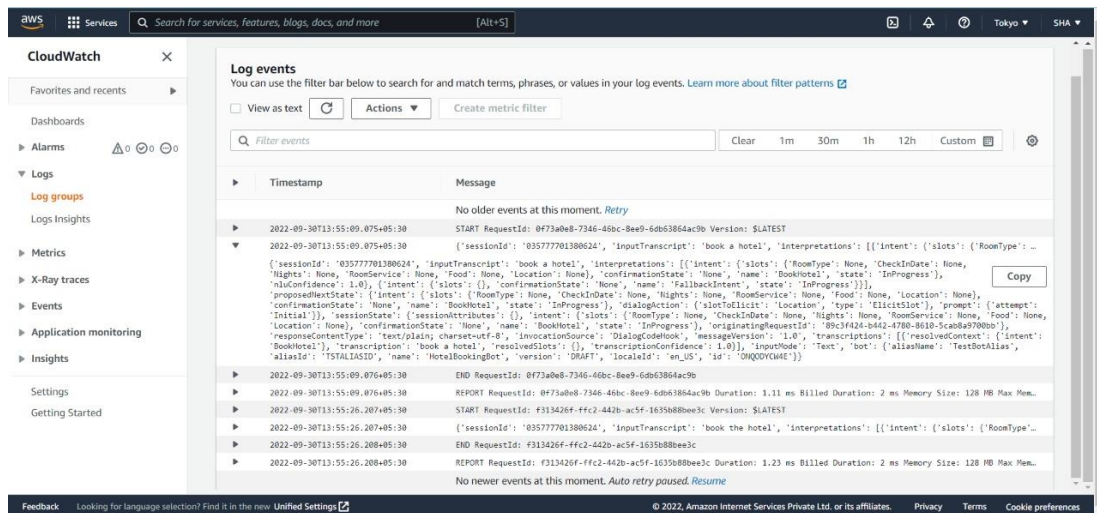 aws Services Search for services, features, blogs, docs, and more [Alt+S] Tokyo SHA
CloudWatch
Favorites and recents
Dashboards
Alarms 0 0 0
Logs
Log groups
Logs Insights
Metrics
X-Ray traces
Events
Application monitoring
Insights
Settings
Getting Started
Log events
You can use the filter bar below to search for and match terms, phrases, or values in your log events. Learn more about filter patterns
View as text Actions Create metric filter
Filter events Clear 1m 30m 1h 12h Custom
Timestamp Message
No older events at this moment. Retry
2022-09-30T13:55:09.075+05:30 START RequestId: 0f73a0e8-7346-46bc-8ee9-6db63864ac9b Version: $LATEST
2022-09-30T13:55:09.075+05:30 {'sessionId': '035777701380624', 'inputTranscript': 'book a hotel', 'interpretations': [{'intent': {'slots': {'RoomType': …
{'sessionId': '035777701380624', 'inputTranscript': 'book a hotel', 'interpretations': [{'intent': {'slots': {'RoomType': None, 'CheckInDate': None,
'Nights': None, 'RoomService': None, 'Food': None, 'Location': None}, 'confirmationState': 'None', 'name': 'BookHotel', 'state': 'InProgress'},
'nluConfidence': 1.0}, {'intent': {'slots': {}, 'confirmationState': 'None', 'name': 'FallbackIntent', 'state': 'InProgress'}}],
'proposedNextState': {'intent': {'slots': {'RoomType': None, 'CheckInDate': None, 'Nights': None, 'RoomService': None, 'Food': None, 'Location': None},
'confirmationState': 'None', 'name': 'BookHotel', 'state': 'InProgress'}, 'dialogAction': {'slotToElicit': 'Location', 'type': 'ElicitSlot'}, 'prompt': {'attempt':
'Initial'}}, 'sessionState': {'sessionAttributes': {}, 'intent': {'slots': {'RoomType': None, 'CheckInDate': None, 'Nights': None, 'RoomService': None, 'Food': None,
'Location': None}, 'confirmationState': 'None', 'name': 'BookHotel', 'state': 'InProgress'}, 'originatingRequestId': '89c3f424-b442-4780-8610-5cab8a9700bb'},
'responseContentType': 'text/plain; charset=utf-8', 'invocationSource': 'DialogCodeHook', 'messageVersion': '1.0', 'transcriptions': [{'resolvedContext': {'intent':
'BookHotel'}, 'transcription': 'book a hotel', 'resolvedSlots': {}, 'transcriptionConfidence': 1.0}], 'inputMode': 'Text', 'bot': {'aliasName': 'TestBotAlias',
'aliasId': 'TSTALIASID', 'name': 'HotelBookingBot', 'version': 'DRAFT', 'localeId': 'en_US', 'id': 'ONQODYCW4E'}}
Copy
2022-09-30T13:55:09.076+05:30 END RequestId: 0f73a0e8-7346-46bc-8ee9-6db63864ac9b
2022-09-30T13:55:09.076+05:30 REPORT RequestId: 0f73a0e8-7346-46bc-8ee9-6db63864ac9b Duration: 1.11 ms Billed Duration: 2 ms Memory Size: 128 MB Max Mem…
2022-09-30T13:55:26.207+05:30 START RequestId: f313426f-ffc2-442b-ac5f-1635b88bee3c Version: $LATEST
2022-09-30T13:55:26.207+05:30 {'sessionId': '035777701380624', 'inputTranscript': 'book the hotel', 'interpretations': [{'intent': {'slots': {'RoomType'…
2022-09-30T13:55:26.208+05:30 END RequestId: f313426f-ffc2-442b-ac5f-1635b88bee3c
2022-09-30T13:55:26.208+05:30 REPORT RequestId: f313426f-ffc2-442b-ac5f-1635b88bee3c Duration: 1.23 ms Billed Duration: 2 ms Memory Size: 128 MB Max Mem…
No newer events at this moment. Auto retry paused. Resume
Feedback Looking for language selection? Find it in the new Unified Settings © 2022, Amazon Internet Services Private Ltd. or its affiliates. Privacy Terms Cookie preferences